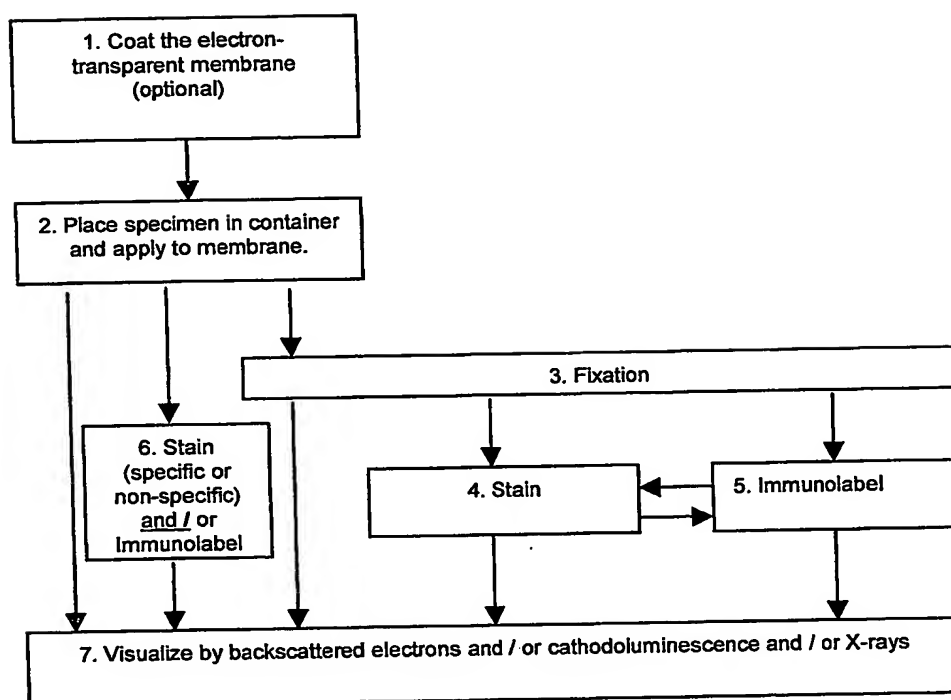 1. Coat the electron-
transparent membrane
(optional)
2. Place specimen in container
and apply to membrane.
3. Fixation
6. Stain
(specific or
non-specific)
and / or
Immunolabel
4. Stain
5. Immunolabel
7. Visualize by backscattered electrons and / or cathodoluminescence and / or X-rays